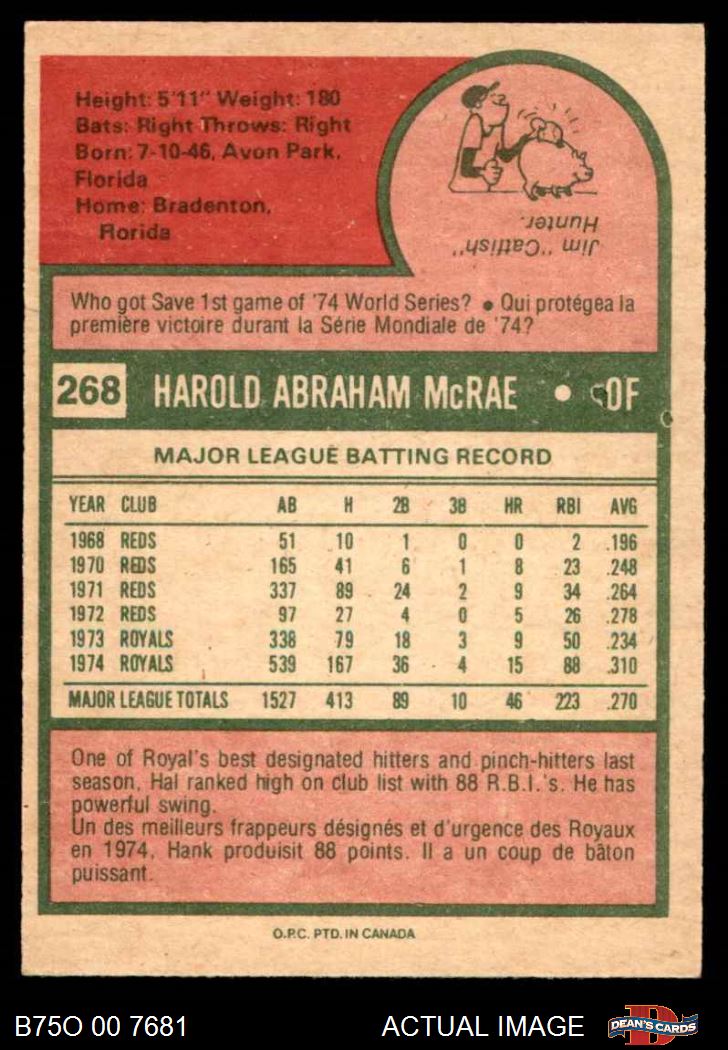 Height: 5'11" Weight: 180
Bats: Right Throws: Right
Born: 7-10-46, Avon Park,
Florida
Home: Bradenton,
Florida
Jim "Catfish"
Hunter.
Who got Save 1st game of '74 World Series? • Qui protégea la
première victoire durant la Série Mondiale de '74?
268 HAROLD ABRAHAM McRAE • OF
MAJOR LEAGUE BATTING RECORD
YEAR CLUB AB H 2B 3B HR RBI AVG
1968 REDS 51 10 1 0 0 2 .196
1970 REDS 165 41 6 1 8 23 .248
1971 REDS 337 89 24 2 9 34 .264
1972 REDS 97 27 4 0 5 26 .278
1973 ROYALS 338 79 18 3 9 50 .234
1974 ROYALS 539 167 36 4 15 88 .310
MAJOR LEAGUE TOTALS 1527 413 89 10 46 223 .270
One of Royal's best designated hitters and pinch-hitters last
season, Hal ranked high on club list with 88 R.B.I.'s. He has
powerful swing.
Un des meilleurs frappeurs désignés et d'urgence des Royaux
en 1974, Hank produisit 88 points. Il a un coup de bâton
puissant.
O.P.C. PTD. IN CANADA
B75O 00 7681 ACTUAL IMAGE
D
DEAN'S CARDS